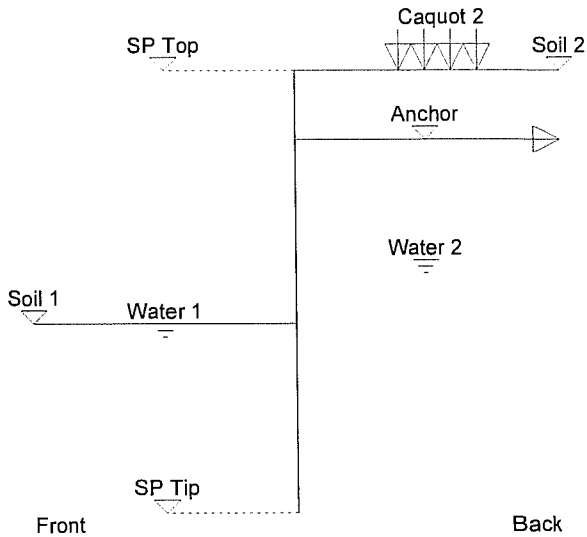 Caquot 2
SP Top
Soil 2
Anchor
Water 2
Soil 1
Water 1
SP Tip
Front
Back